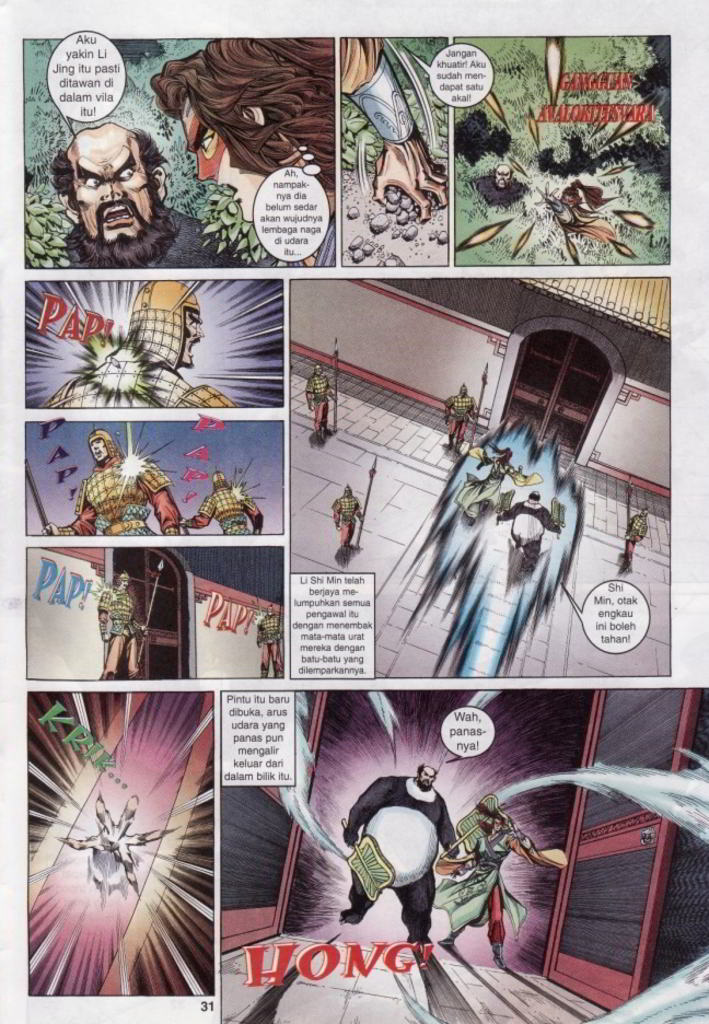 Aku
yakin Li
Jing itu pasti
ditawan di
dalam vila
itu!
Ah,
nampak-
nya dia
belum sedar
akan wujudnya
lembaga naga
di udara
itu...
Jangan
khuatir! Aku
sudah men-
dapat satu
akal!
GANGGUAN
AVALOKITESVARA
PAP!
PAP!
PAP!
PAP!
PAP!
PAP!
PAP!
Li Shi Min telah
melumpuhkan semua
pengawal itu
dengan menembak
mata-mata urat
mereka dengan
batu-batu yang
dilemparkannya.
Shi
Min, otak
engkau
ini boleh
tahan!
KRIK...
Pintu itu baru
dibuka, arus
udara yang
panas pun
mengalir
keluar dari
dalam bilik itu.
Wah,
panas-
nya!
HONG!
31